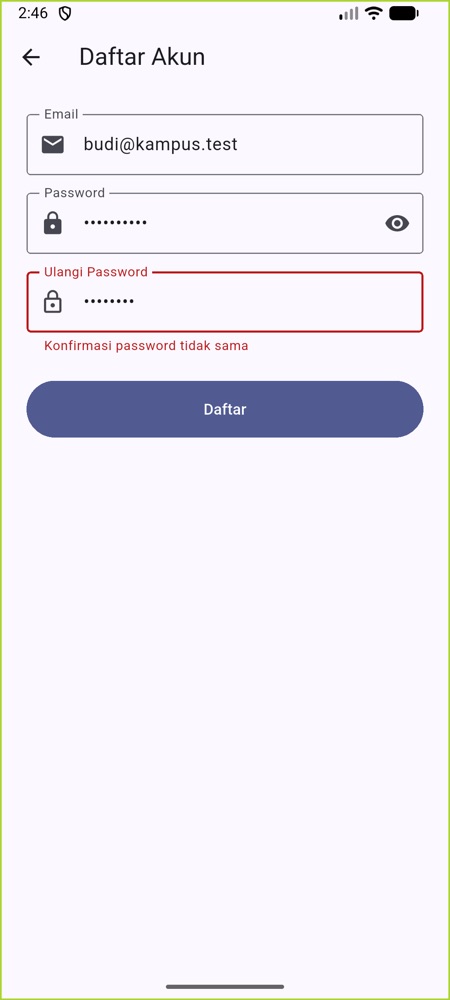 2:46
Daftar Akun
Email
budi@kampus.test
Password
••••••••••
Ulangi Password
••••••••
Konfirmasi password tidak sama
Daftar